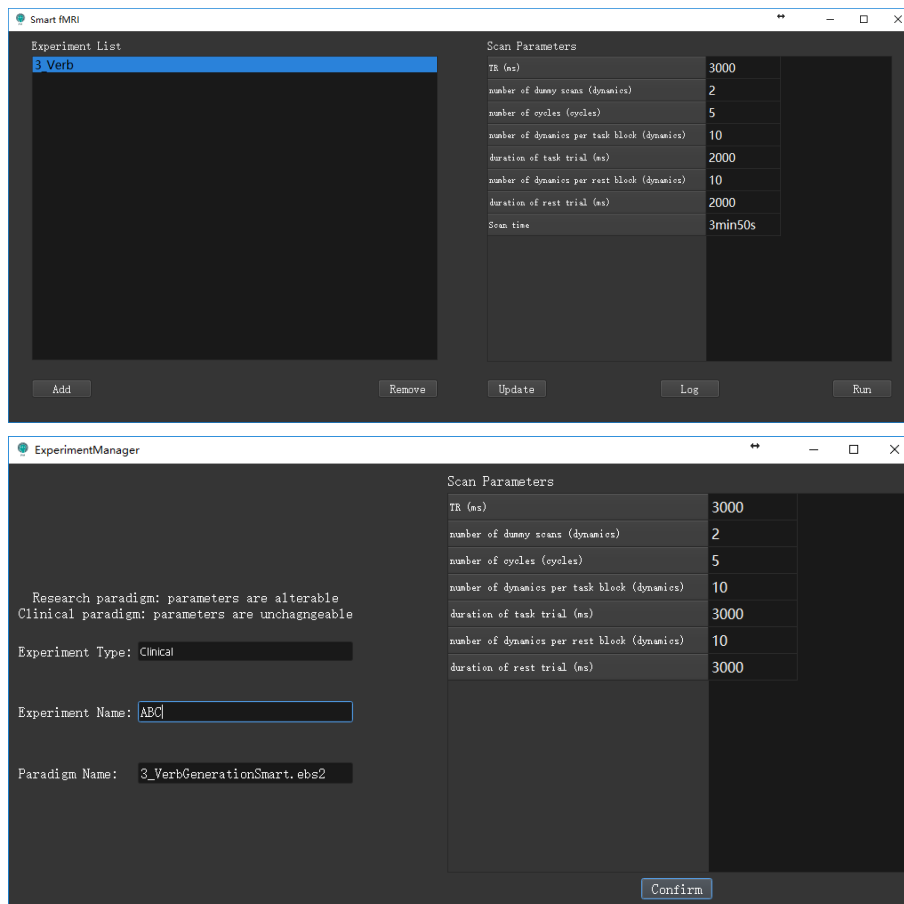 Smart fMRI
Experiment List
3_Verb
Scan Parameters
TR (ms) 3000
number of dummy scans (dynamics) 2
number of cycles (cycles) 5
number of dynamics per task block (dynamics) 10
duration of task trial (ms) 2000
number of dynamics per rest block (dynamics) 10
duration of rest trial (ms) 2000
Scan time 3min50s
Add Remove Update Log Run
ExperimentManager
Research paradigm: parameters are alterable
Clinical paradigm: parameters are unchagngeable
Experiment Type: Clinical
Experiment Name: ABC
Paradigm Name: 3_VerbGenerationSmart.ebs2
Scan Parameters
TR (ms) 3000
number of dummy scans (dynamics) 2
number of cycles (cycles) 5
number of dynamics per task block (dynamics) 10
duration of task trial (ms) 3000
number of dynamics per rest block (dynamics) 10
duration of rest trial (ms) 3000
Confirm